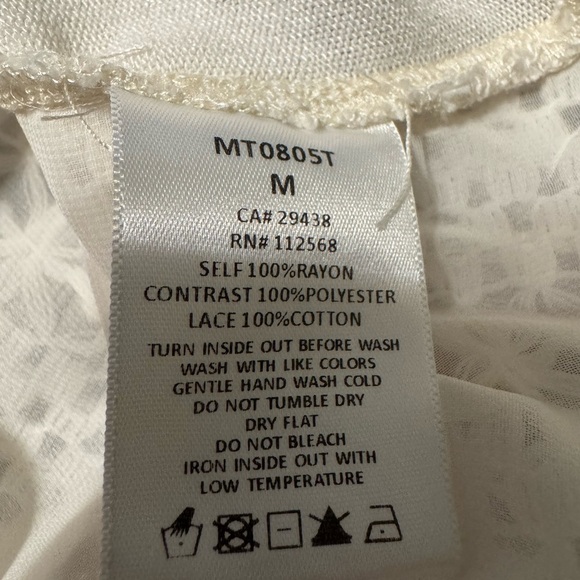 MT0805T
M
CA# 29438
RN# 112568
SELF 100%RAYON
CONTRAST 100%POLYESTER
LACE 100%COTTON
TURN INSIDE OUT BEFORE WASH
WASH WITH LIKE COLORS
GENTLE HAND WASH COLD
DO NOT TUMBLE DRY
DRY FLAT
DO NOT BLEACH
IRON INSIDE OUT WITH
LOW TEMPERATURE